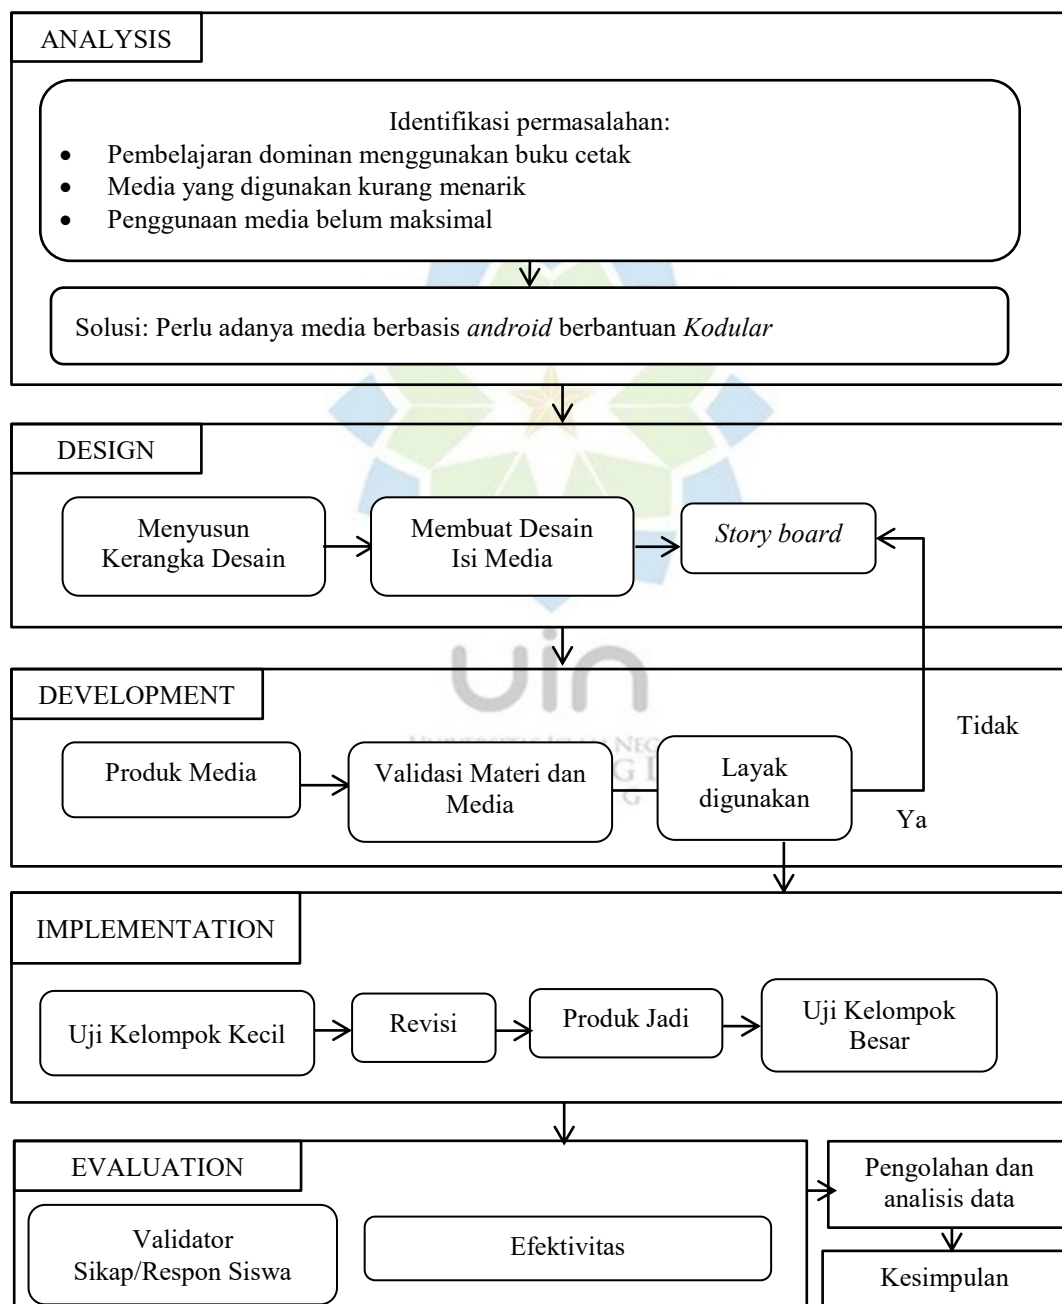 ANALYSIS
Identifikasi permasalahan:
• Pembelajaran dominan menggunakan buku cetak
• Media yang digunakan kurang menarik
• Penggunaan media belum maksimal
Solusi: Perlu adanya media berbasis android berbantuan Kodular
DESIGN
Menyusun
Kerangka Desain
Membuat Desain
Isi Media
Story board
uin
DEVELOPMENT
Tidak
Produk Media
Validasi Materi dan
Media
Layak
digunakan
Ya
IMPLEMENTATION
Uji Kelompok Kecil
Revisi
Produk Jadi
Uji Kelompok
Besar
EVALUATION
Validator
Sikap/Respon Siswa
Efektivitas
Pengolahan dan
analisis data
Kesimpulan